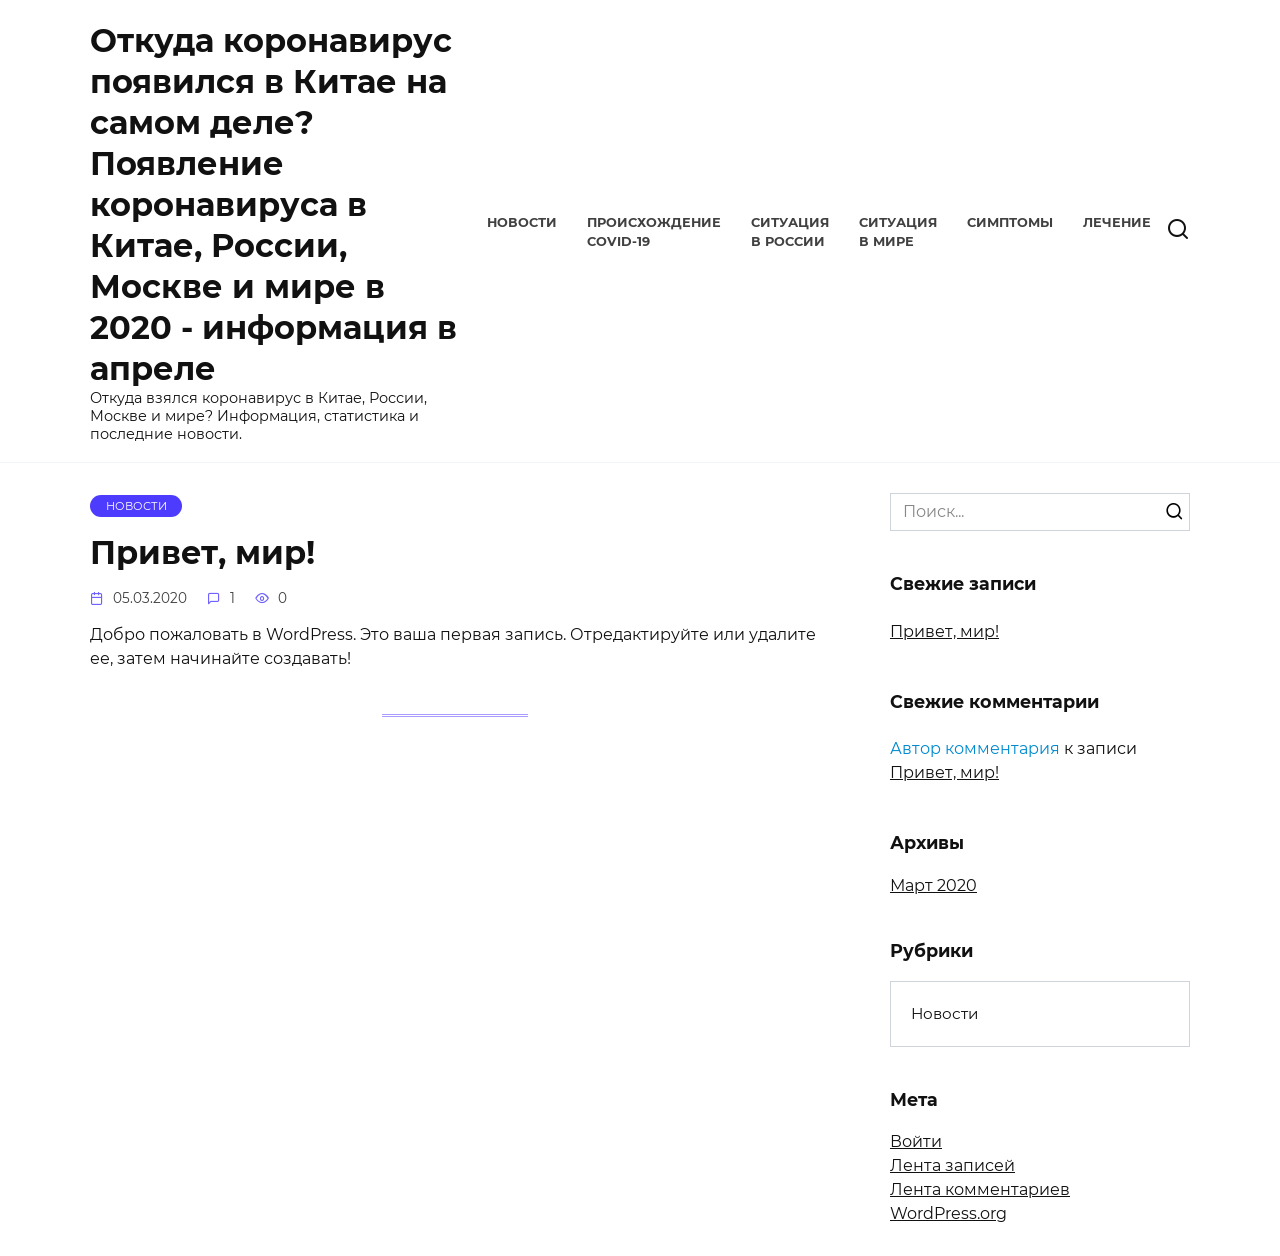 Откуда коронавирус
появился в Китае на
самом деле?
Появление
коронавируса в
Китае, России,
Москве и мире в
2020 - информация в
апреле
Откуда взялся коронавирус в Китае, России,
Москве и мире? Информация, статистика и
последние новости.
НОВОСТИ
ПРОИСХОЖДЕНИЕ
COVID-19
СИТУАЦИЯ
В РОССИИ
СИТУАЦИЯ
В МИРЕ
СИМПТОМЫ
ЛЕЧЕНИЕ
НОВОСТИ
Привет, мир!
05.03.2020 1 0
Добро пожаловать в WordPress. Это ваша первая запись. Отредактируйте или удалите
ее, затем начинайте создавать!
Поиск...
Свежие записи
Привет, мир!
Свежие комментарии
Автор комментария к записи
Привет, мир!
Архивы
Март 2020
Рубрики
Новости
Мета
Войти
Лента записей
Лента комментариев
WordPress.org